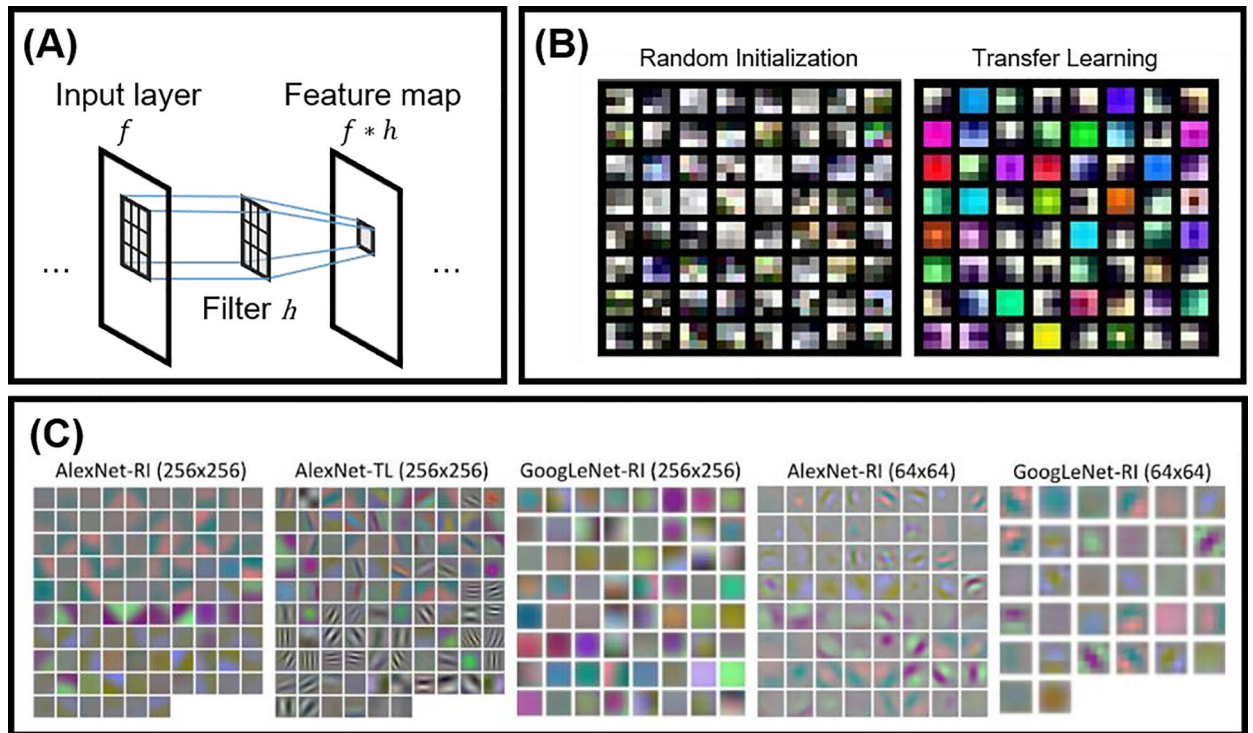 (A)
Input layer
f
Feature map
f * h
...
...
Filter h
(B)
Random Initialization
Transfer Learning
(C)
AlexNet-RI (256x256)
AlexNet-TL (256x256)
GoogLeNet-RI (256x256)
AlexNet-RI (64x64)
GoogLeNet-RI (64x64)